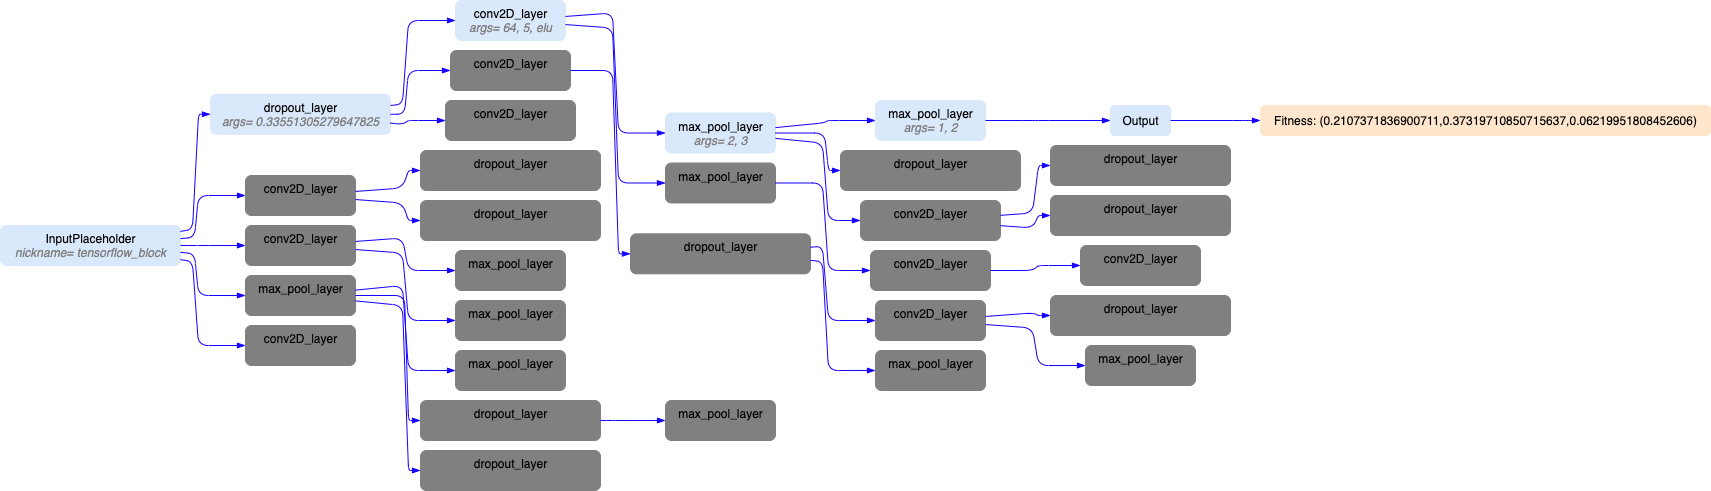 conv2D_layer
args= 64, 5, elu
conv2D_layer
dropout_layer
args= 0.33551305279647825
conv2D_layer
max_pool_layer
args= 2, 3
max_pool_layer
args= 1, 2
Output
Fitness: (0.2107371836900711,0.37319710850715637,0.06219951808452606)
dropout_layer
dropout_layer
dropout_layer
conv2D_layer
max_pool_layer
dropout_layer
conv2D_layer
dropout_layer
InputPlaceholder
nickname= tensorflow_block
conv2D_layer
dropout_layer
max_pool_layer
conv2D_layer
conv2D_layer
max_pool_layer
max_pool_layer
conv2D_layer
dropout_layer
conv2D_layer
max_pool_layer
max_pool_layer
max_pool_layer
dropout_layer
max_pool_layer
dropout_layer